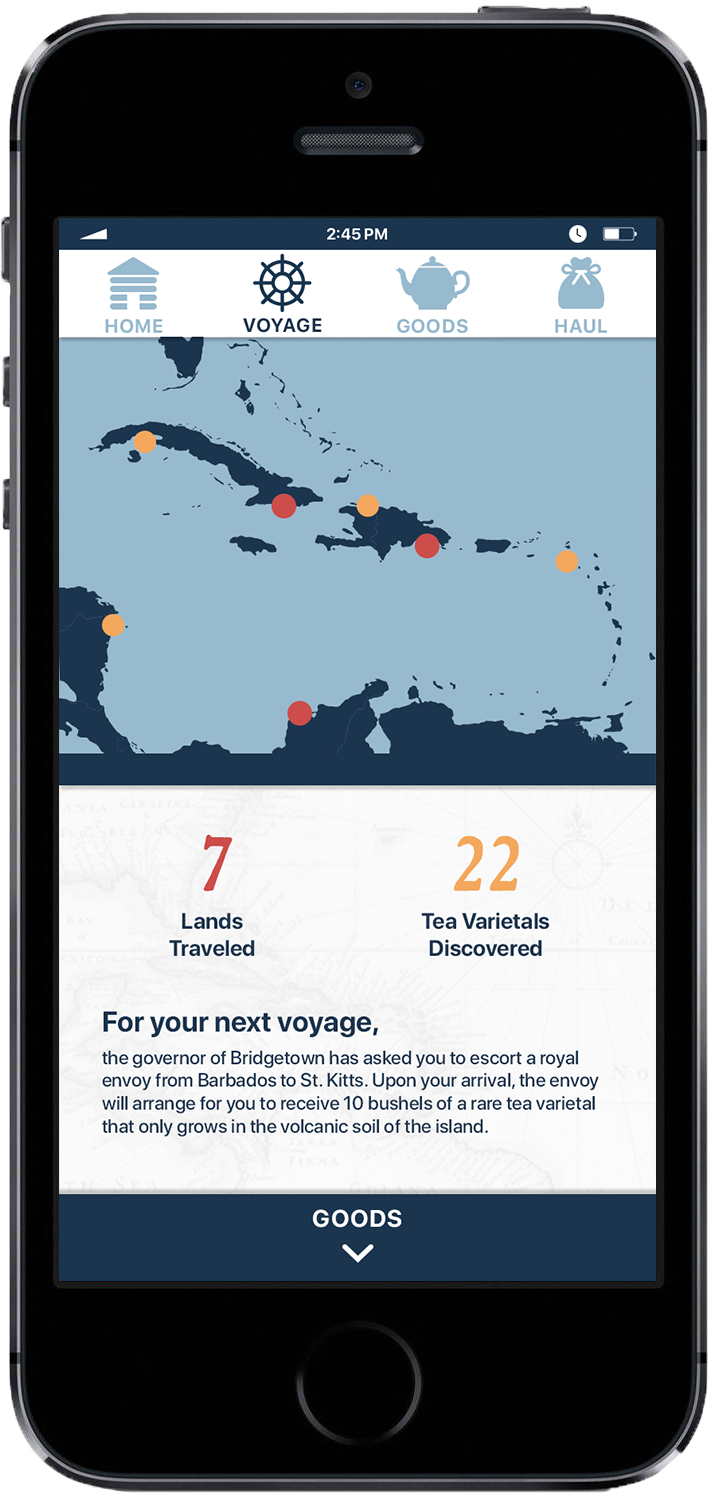 2:45 PM
HOME VOYAGE GOODS HAUL
7 22
Lands Tea Varietals
Traveled Discovered
For your next voyage,
the governor of Bridgetown has asked you to escort a royal
envoy from Barbados to St. Kitts. Upon your arrival, the envoy
will arrange for you to receive 10 bushels of a rare tea varietal
that only grows in the volcanic soil of the island.
GOODS